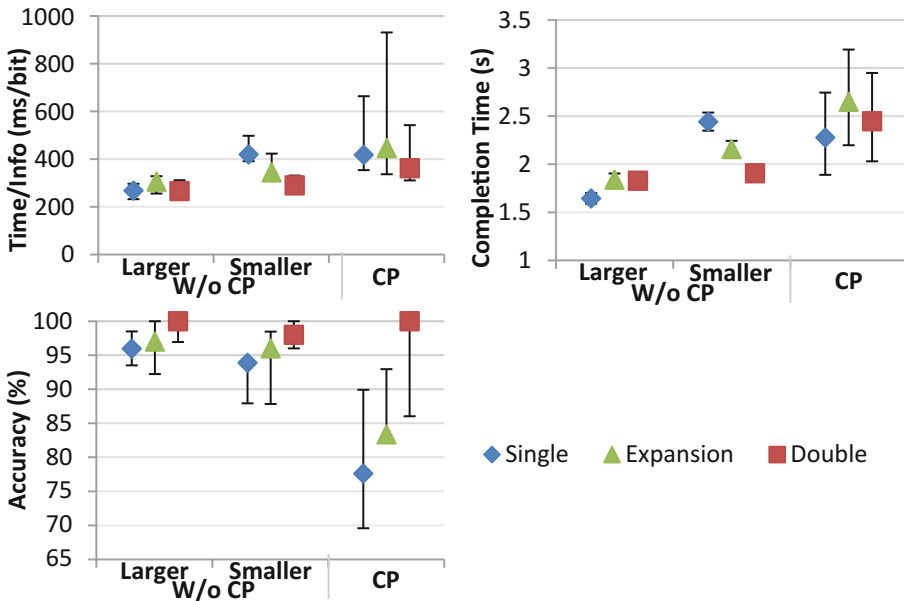 Time/Info (ms/bit)
1000
800
600
400
200
0
Larger Smaller CP
W/o CP
Completion Time (s)
3.5
3
2.5
2
1.5
1
Larger Smaller CP
W/o CP
Accuracy (%)
100
95
90
85
80
75
70
65
Larger Smaller CP
W/o CP
Single Expansion Double